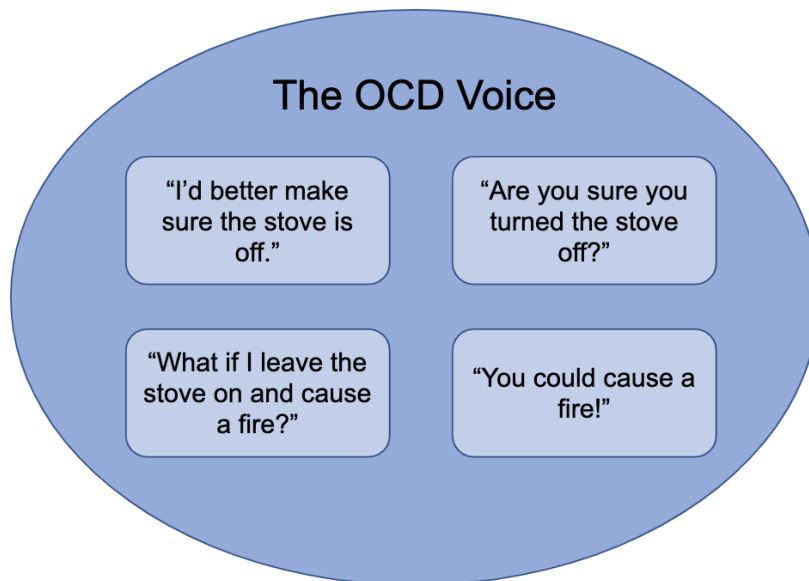 The OCD Voice
“I’d better make
sure the stove is
off.”
“Are you sure you
turned the stove
off?”
“What if I leave the
stove on and cause
a fire?”
“You could cause a
fire!”